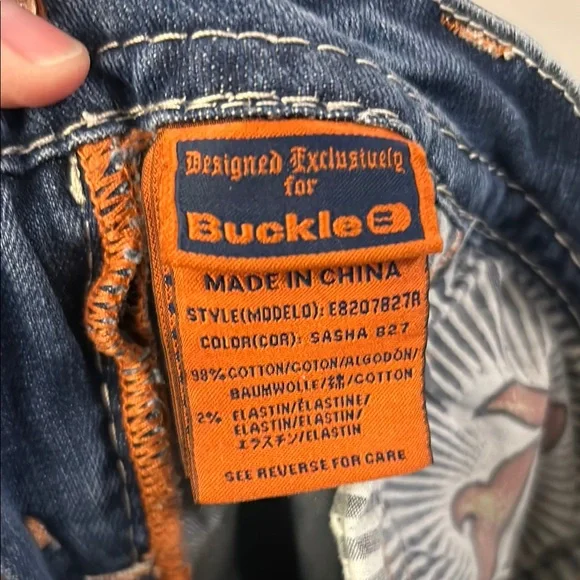 Designed Exclusively
for
Buckle B
MADE IN CHINA
STYLE(MODELO): E8207827R
COLOR(COR): SASHA B27
98% COTTON/COTON/ALGODÓN/
BAUMWOLLE/綿/COTTON
2% ELASTIN/ÉLASTINE/
ELASTIN/ELASTIN/
エラスチン/ELASTIN
SEE REVERSE FOR CARE